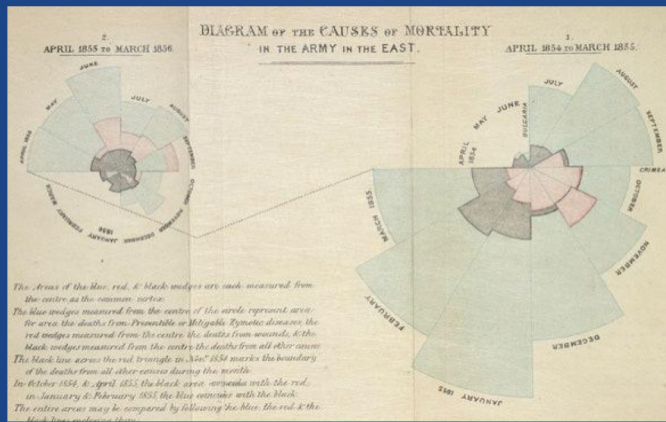 DIAGRAM OF THE CAUSES OF MORTALITY
IN THE ARMY IN THE EAST.
2.
APRIL 1855 TO MARCH 1856.
1.
APRIL 1854 TO MARCH 1855.
APRIL 1855
MAY
JUNE
JULY
AUGUST
SEPTEMBER
OCTOBER
NOVEMBER
DECEMBER
1856
JANUARY
FEBRUARY
MARCH
APRIL
1854
MAY
JUNE
BULGARIA
JULY
AUGUST
SEPTEMBER
CRIMEA
OCTOBER
NOVEMBER
DECEMBER
JANUARY 1855
FEBRUARY
MARCH 1855
The Areas of the blue, red, & black wedges are each measured from
the centre as the common vertex.
The blue wedges measured from the centre of the circle represent area
for area the deaths from Preventible or Mitigable Zymotic diseases, the
red wedges measured from the centre the deaths from wounds, & the
black wedges measured from the centre the deaths from all other causes.
The black line across the red triangle in Novr. 1854 marks the boundary
of the deaths from all other causes during the month.
In October 1854, & April 1855, the black area coincides with the red,
in January & February 1855, the blue coincides with the black.
The entire areas may be compared by following the blue, the red & the
black lines enclosing them.